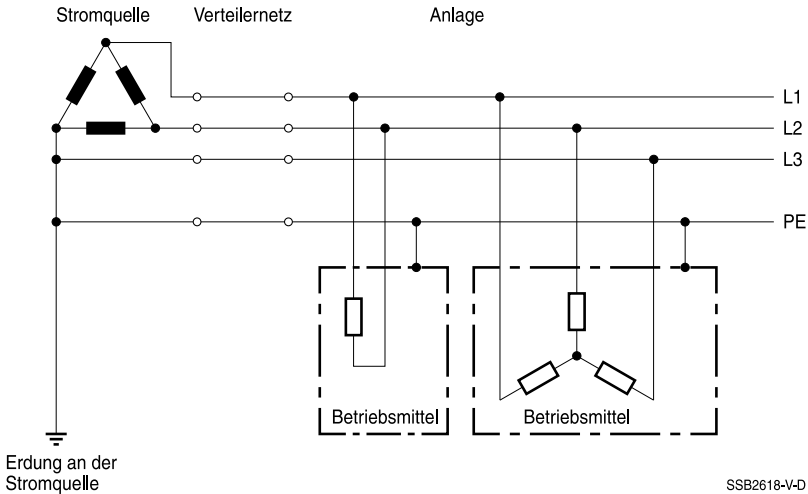 Stromquelle Verteilernetz Anlage
L1
L2
L3
PE
Betriebsmittel Betriebsmittel
Erdung an der
Stromquelle
SSB2618-V-D